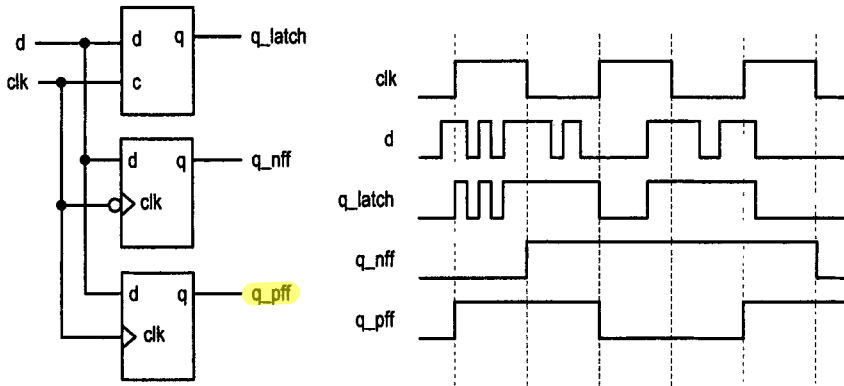 d
clk
d
q
q_latch
c
d
q
q_nff
clk
d
q
q_pff
clk
clk
d
q_latch
q_nff
q_pff